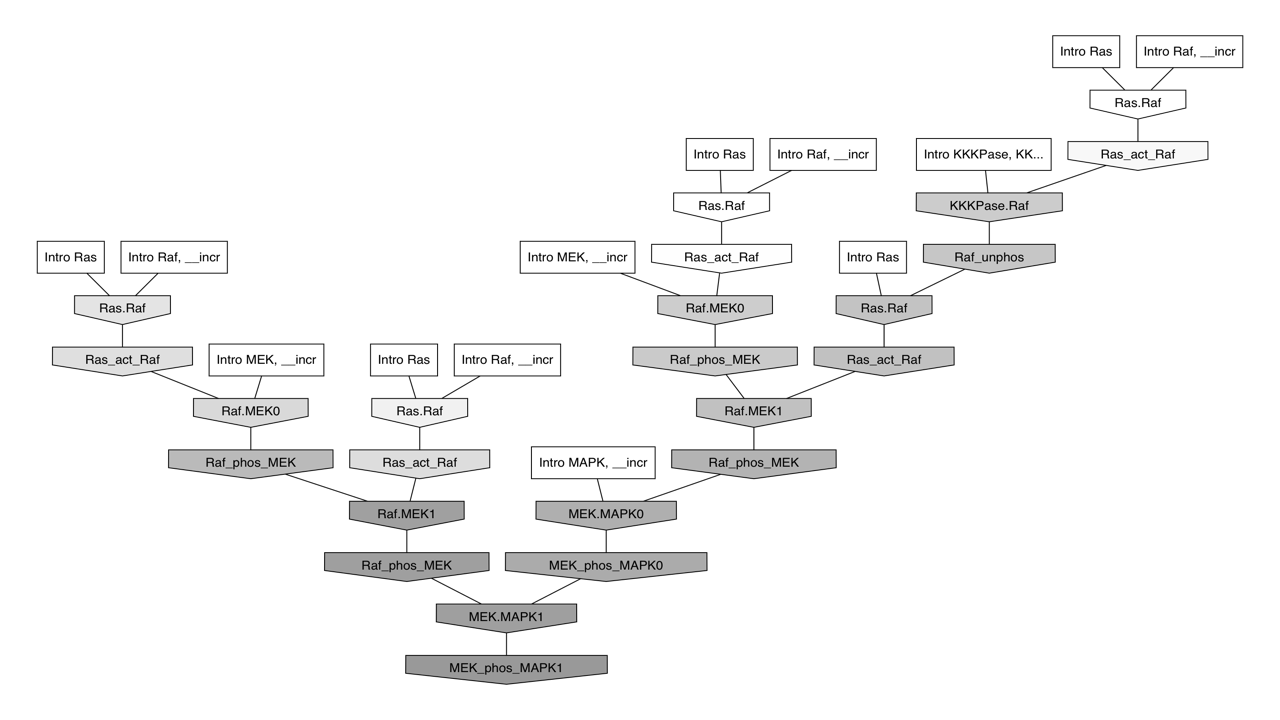 Intro Ras
Intro Raf, __incr
Ras.Raf
Intro Ras
Intro Raf, __incr
Intro KKKPase, KK...
Ras_act_Raf
Ras.Raf
KKKPase.Raf
Intro Ras
Intro Raf, __incr
Intro MEK, __incr
Ras_act_Raf
Intro Ras
Raf_unphos
Ras.Raf
Raf.MEK0
Ras.Raf
Ras_act_Raf
Intro MEK, __incr
Intro Ras
Intro Raf, __incr
Raf_phos_MEK
Ras_act_Raf
Raf.MEK0
Ras.Raf
Raf.MEK1
Raf_phos_MEK
Ras_act_Raf
Intro MAPK, __incr
Raf_phos_MEK
Raf.MEK1
MEK.MAPK0
Raf_phos_MEK
MEK_phos_MAPK0
MEK.MAPK1
MEK_phos_MAPK1